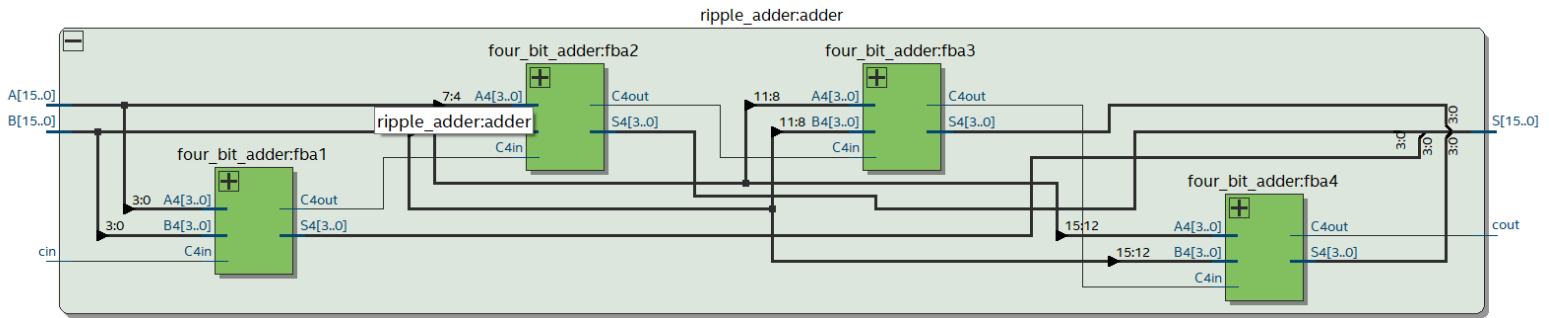 ripple_adder:adder
four_bit_adder:fba2
four_bit_adder:fba3
A[15..0]
7:4
A4[3..0]
C4out
11:8
A4[3..0]
C4out
3:0
B[15..0]
ripple_adder:adder
S4[3..0]
11:8
B4[3..0]
S4[3..0]
3:0
3:0
3:0
S[15..0]
C4in
C4in
four_bit_adder:fba1
four_bit_adder:fba4
3:0
A4[3..0]
C4out
3:0
B4[3..0]
S4[3..0]
15:12
A4[3..0]
C4out
cout
cin
C4in
15:12
B4[3..0]
S4[3..0]
C4in